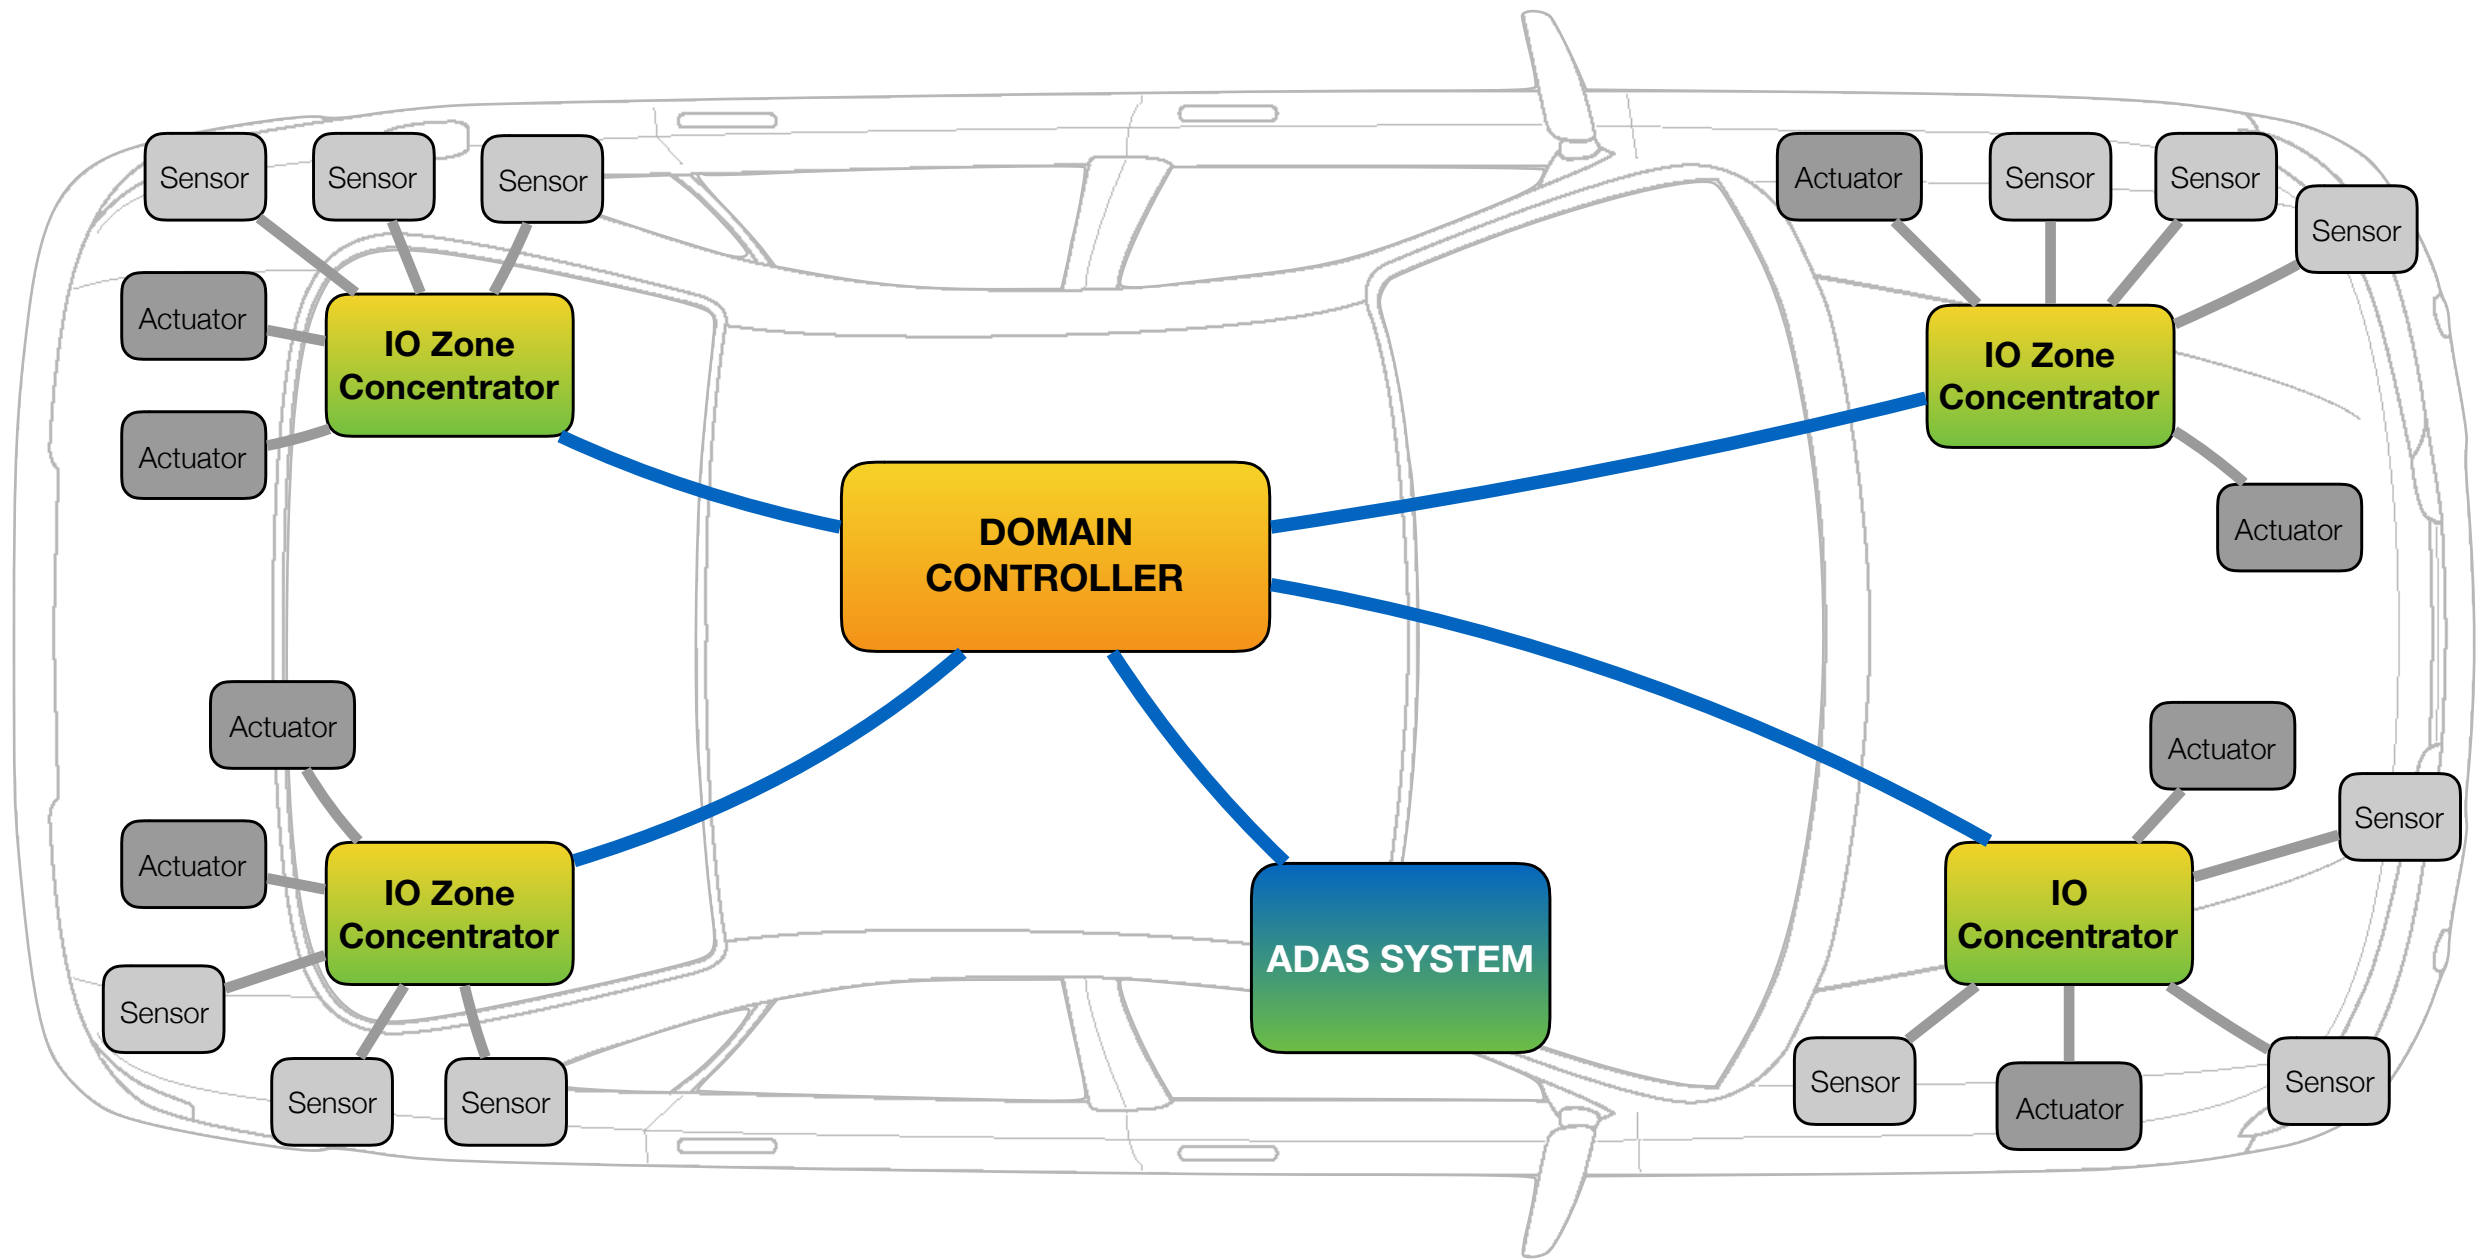 Sensor
Sensor
Sensor
Actuator
Actuator
IO Zone
Concentrator
Actuator
Sensor
Sensor
Sensor
IO Zone
Concentrator
Actuator
DOMAIN
CONTROLLER
Actuator
Actuator
IO Zone
Concentrator
Sensor
Sensor
Sensor
ADAS SYSTEM
Actuator
Sensor
IO
Concentrator
Sensor
Actuator
Sensor